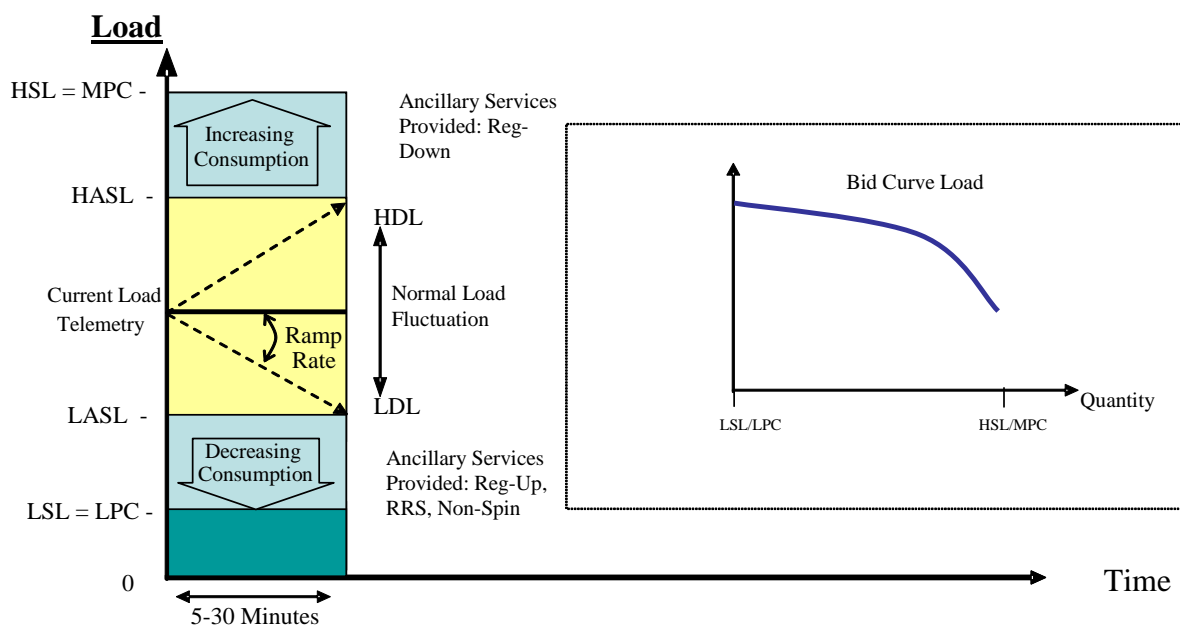 Load
HSL = MPC -
Increasing
Consumption
Ancillary Services
Provided: Reg-
Down
HASL -
HDL
Current Load
Telemetry
Normal Load
Fluctuation
Ramp
Rate
LASL -
LDL
Decreasing
Consumption
Ancillary Services
Provided: Reg-Up,
RRS, Non-Spin
LSL = LPC -
0
Time
5-30 Minutes
Bid Curve Load
Quantity
LSL/LPC
HSL/MPC